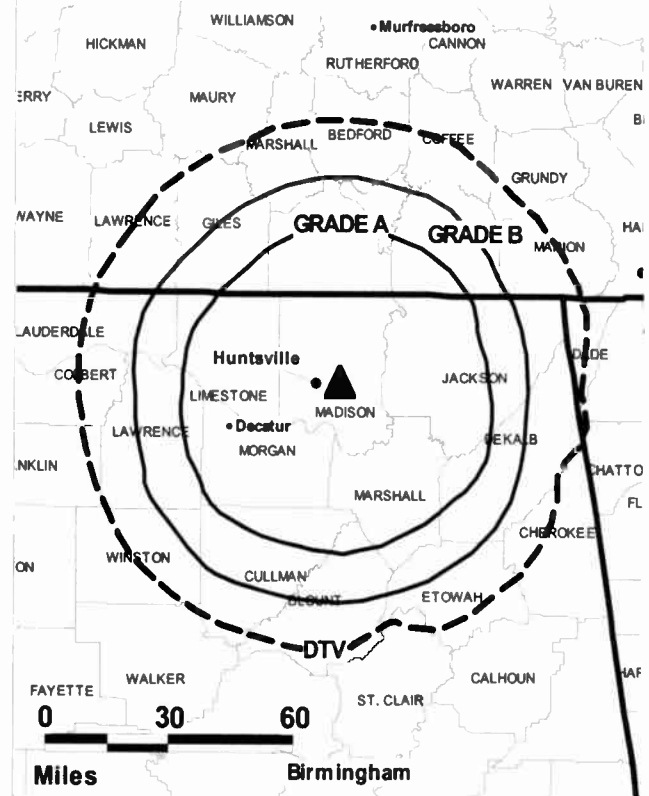 WILLIAMSON
Murfreesboro
HICKMAN
CANNON
RUTHERFORD
WARREN
VAN BUREN
ERRY
MAURY
LEWIS
BEDFORD
COFFEE
MARSHALL
GRUNDY
WAYNE
LAWRENCE
GILES
GRADE A
GRADE B
MARION
HA
LAUDERDALE
Huntsville
DADE
COLBERT
JACKSON
LIMESTONE
MADISON
Decatur
LAWRENCE
DEKALB
MORGAN
NKLIN
CHATTO
MARSHALL
FL
CHEROKEE
WINSTON
ON
CULLMAN
BLOUNT
ETOWAH
DTV
WALKER
CALHOUN
FAYETTE
ST. CLAIR
0 30 60
Miles
Birmingham